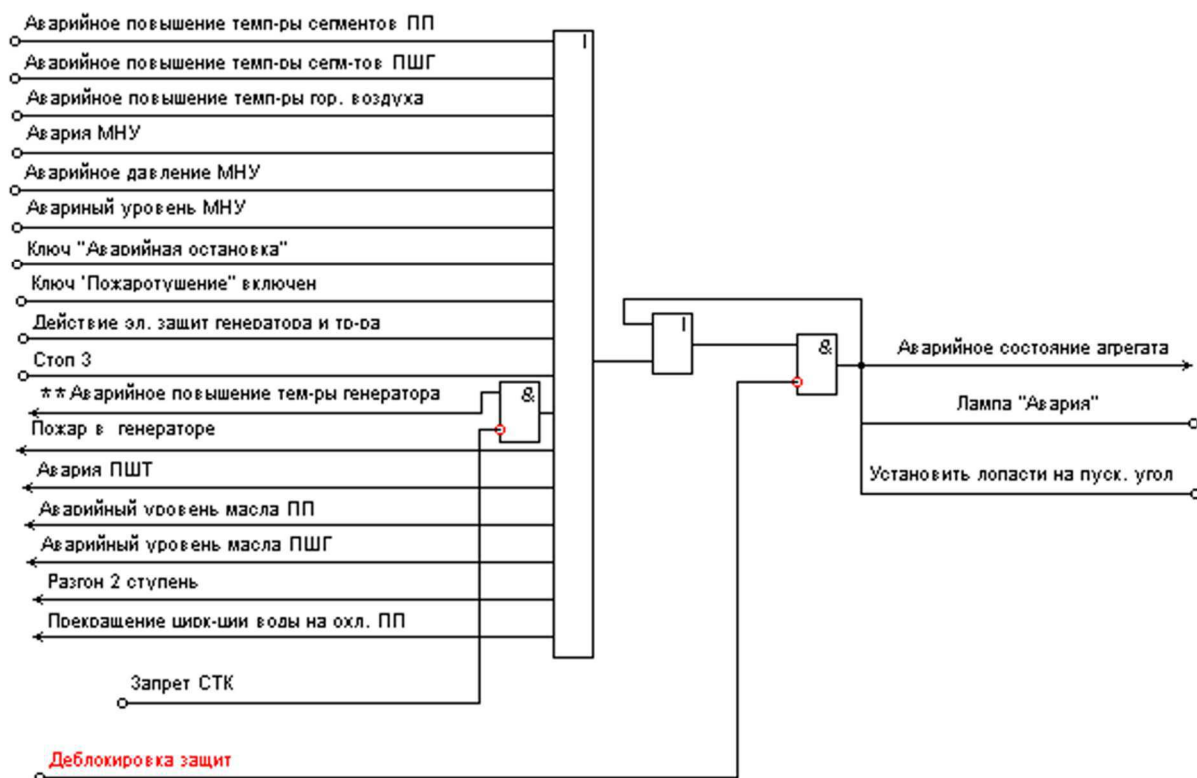 Аварийное повышение темп-ры сегментов ПП
Аварийное повышение темп-ры сегм-тов ПШГ
Аварийное повышение темп-ры гор. воздуха
Авария МНУ
Аварийное давление МНУ
Авариный уровень МНУ
Ключ "Аварийная остановка"
Ключ "Пожаротушение" включен
Действие эл. защит генератора и тр-ра
Стоп 3
**Аварийное повышение тем-ры генератора
Пожар в генераторе
Авария ПШТ
Аварийный уровень масла ПП
Аварийный уровень масла ПШГ
Разгон 2 ступень
Прекращение цирк-ции воды на охл. ПП
Запрет СТК
Деблокировка защит
|
&
|
&
Аварийное состояние агрегата
Лампа "Авария"
Установить лопасти на пуск. угол